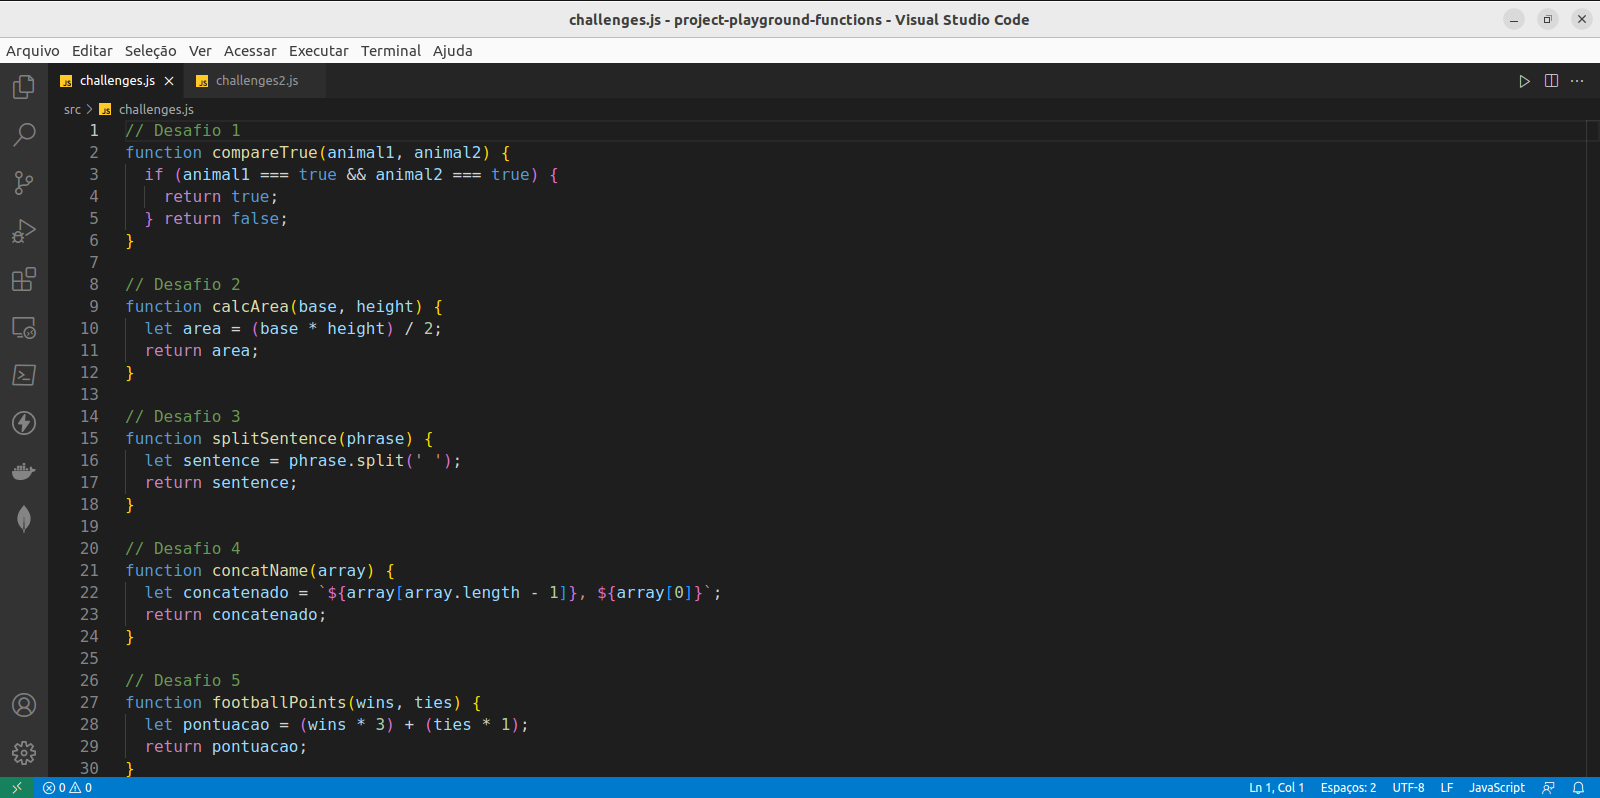 challenges.js - project-playground-functions - Visual Studio Code
Arquivo Editar Seleção Ver Acessar Executar Terminal Ajuda
JS challenges.js JS challenges2.js
src JS challenges.js
1 // Desafio 1
2 function compareTrue(animal1, animal2) {
3 if (animal1 === true && animal2 === true) {
4 return true;
5 } return false;
6 }
7
8 // Desafio 2
9 function calcArea(base, height) {
10 let area = (base * height) / 2;
11 return area;
12 }
13
14 // Desafio 3
15 function splitSentence(phrase) {
16 let sentence = phrase.split(' ');
17 return sentence;
18 }
19
20 // Desafio 4
21 function concatName(array) {
22 let concatenado = `${array[array.length - 1]}, ${array[0]}`;
23 return concatenado;
24 }
25
26 // Desafio 5
27 function footballPoints(wins, ties) {
28 let pontuacao = (wins * 3) + (ties * 1);
29 return pontuacao;
30 }
0 0 Ln 1, Col 1 Espaços: 2 UTF-8 LF JavaScript